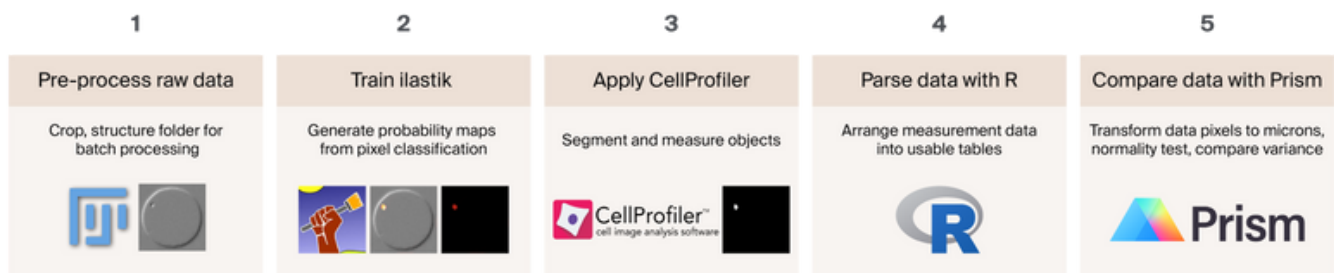 1
Pre-process raw data
Crop, structure folder for
batch processing
2
Train ilastik
Generate probability maps
from pixel classification
3
Apply CellProfiler
Segment and measure objects
CellProfiler™
cell image analysis software
4
Parse data with R
Arrange measurement data
into usable tables
R
5
Compare data with Prism
Transform data pixels to microns,
normality test, compare variance
Prism